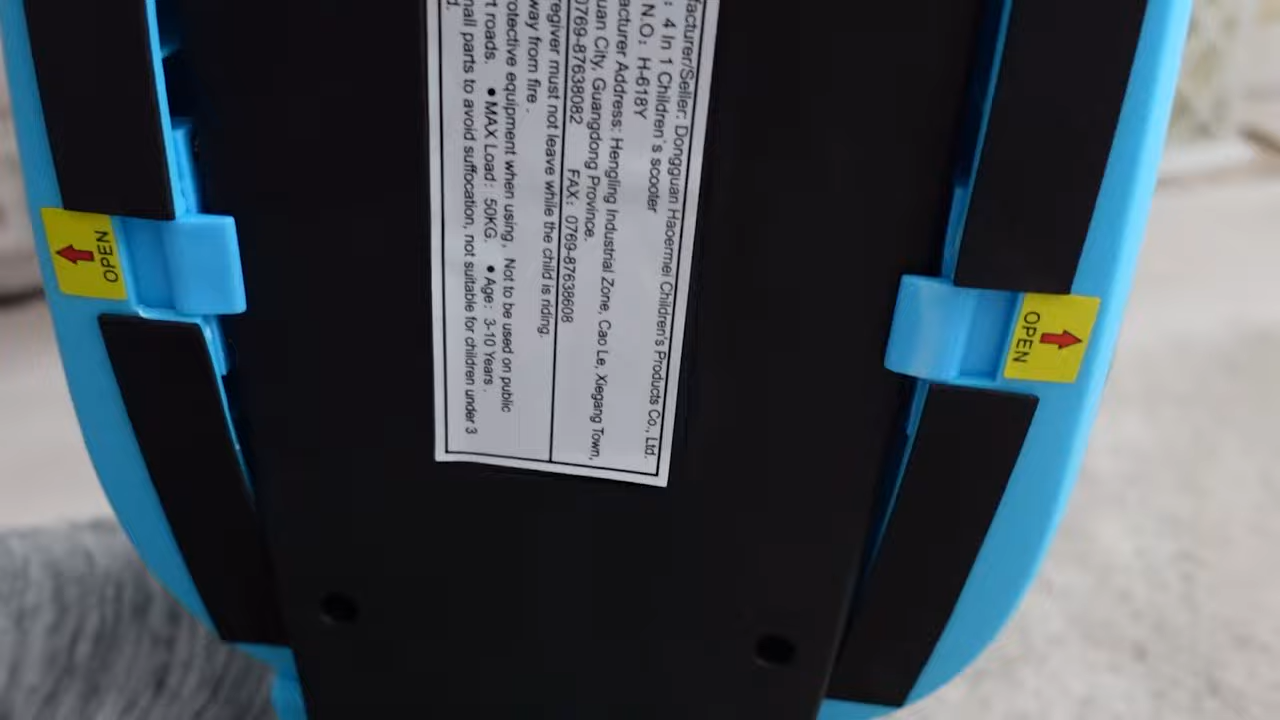 facturer/Seller: Dongguan Haoermei Children's Products Co., Ltd.
: 4 In 1 Children's scooter
N.O: H-618Y
facturer Address: Hengling Industrial Zone, Cao Le, Xiegang Town,
uan City, Guangdong Province.
0769-87638082 FAX: 0769-87638608
regiver must not leave while the child is riding.
way from fire .
rotective equipment when using, Not to be used on public
t roads. ● MAX Load: 50KG. ● Age: 3-10 Years .
nall parts to avoid suffocation, not suitable for children under 3
d.
OPEN
OPEN